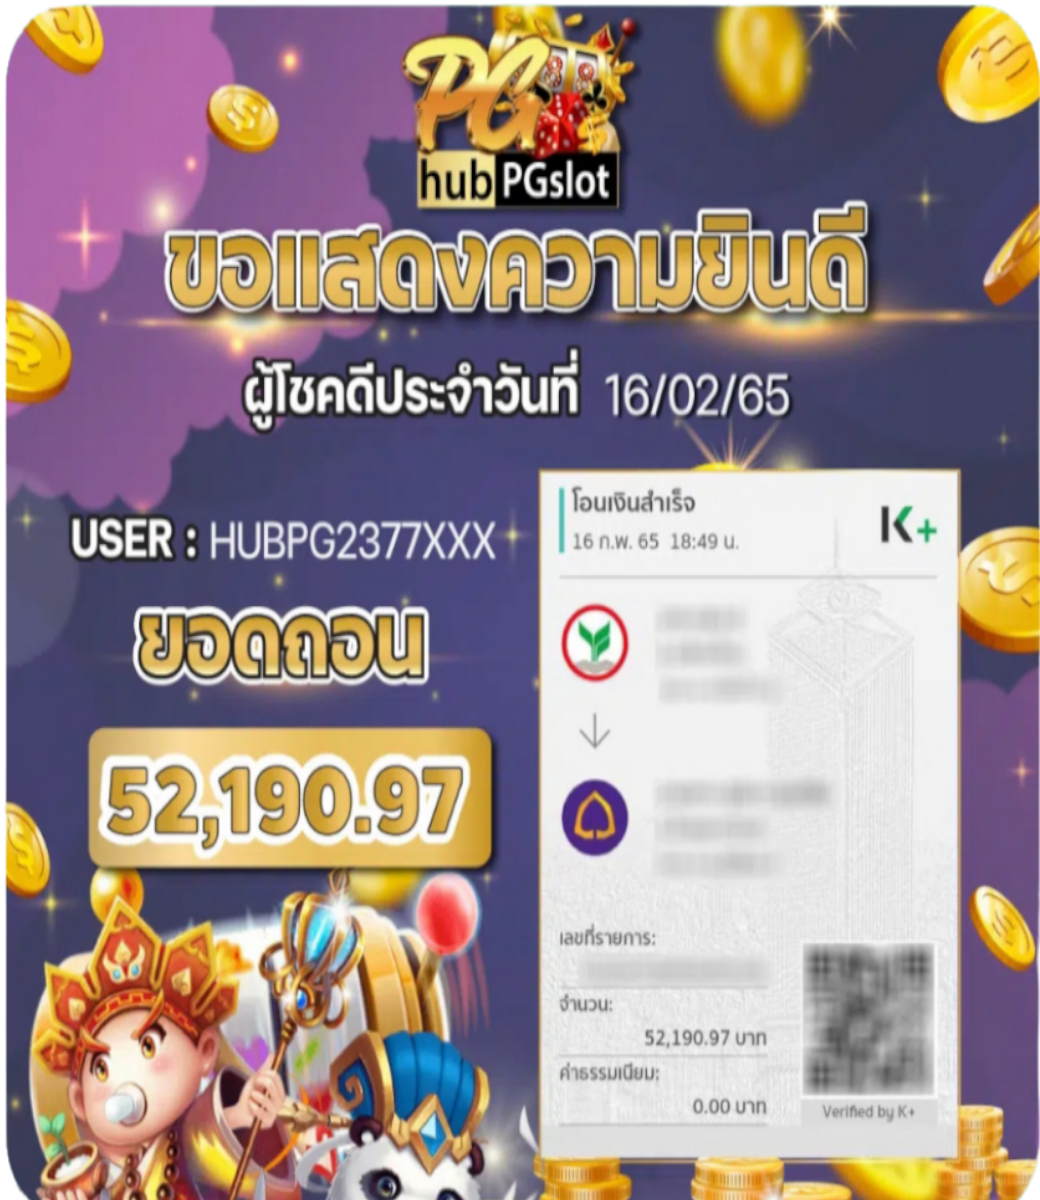 PG
hub PGslot
ขอแสดงความยินดี
ผู้โชคดีประจำวันที่ 16/02/65
USER : HUBPG2377XXX
ยอดถอน
52,190.97
โอนเงินสำเร็จ
16 ก.พ. 65 18:49 น.
K+
เลขที่รายการ:
จำนวน:
52,190.97 บาท
ค่าธรรมเนียม:
0.00 บาท
Verified by K+